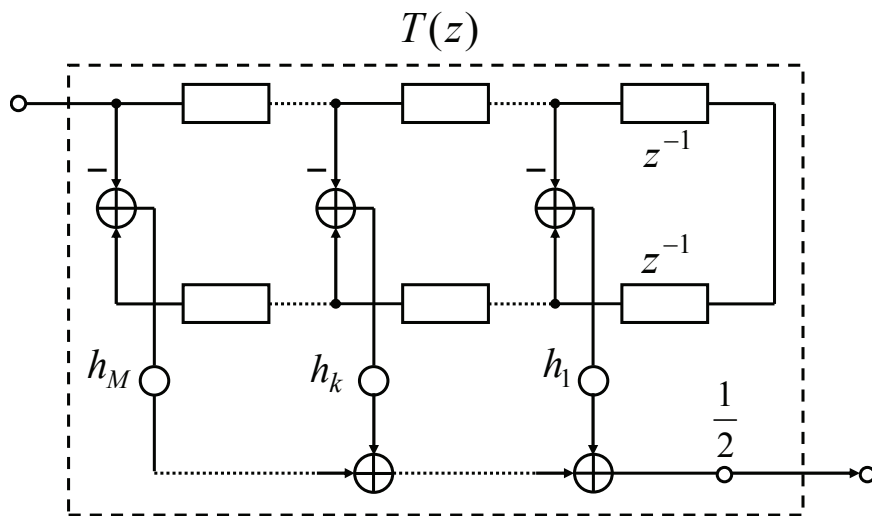 T(z)
− − −
z⁻¹
z⁻¹
h_M h_k h_1
1/2